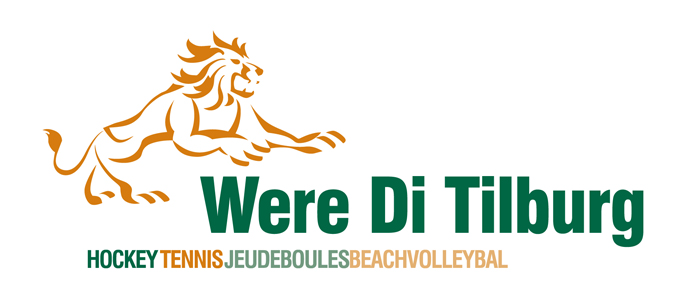 Were Di Tilburg
HOCKEYTENNISJEUDEBOULESBEACHVOLLEYBAL